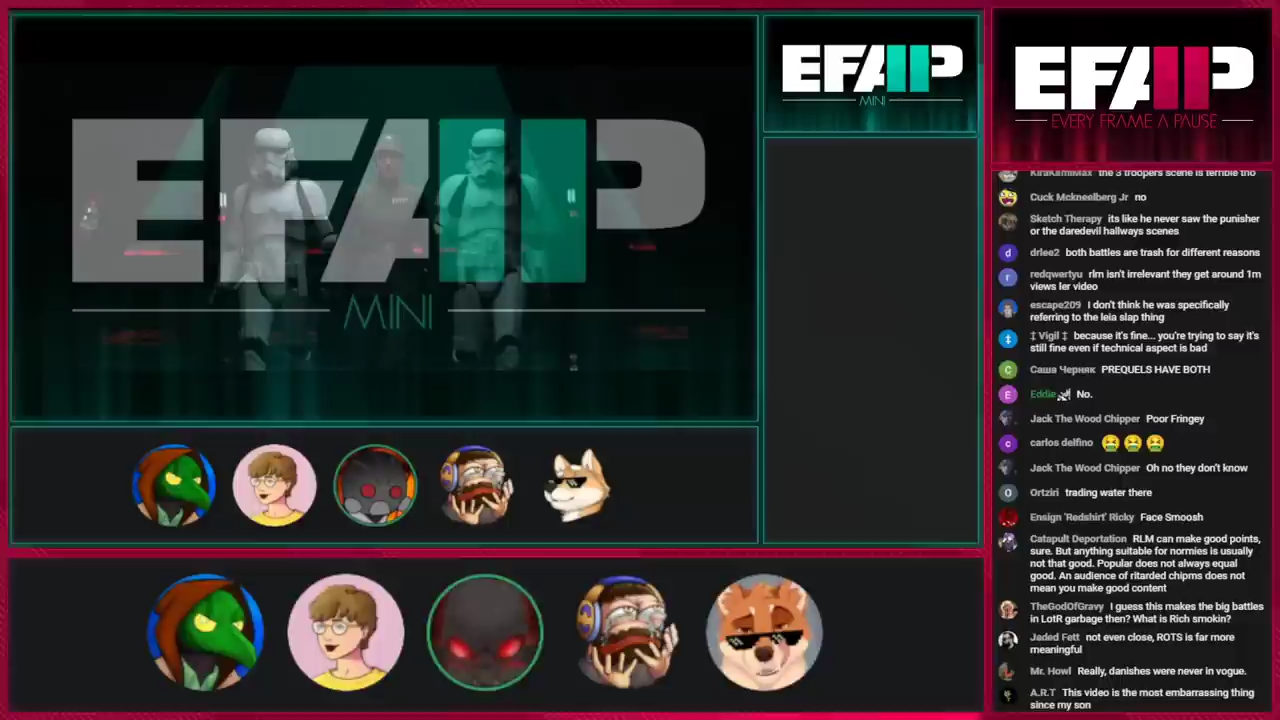 EFAP
MINI
EFAP
MINI
EFAP
EVERY FRAME A PAUSE
KiraKamiMax the 3 troopers scene is terrible tho
Cuck Mckneelberg Jr no
Sketch Therapy its like he never saw the punisher
or the daredevil hallways scenes
drlee2 both battles are trash for different reasons
redqwertyu rlm isn't irrelevant they get around 1m
views ler video
escape209 I don't think he was specifically
referring to the leia slap thing
‡ Vigil ‡ because it's fine... you're trying to say it's
still fine even if technical aspect is bad
Саша Черняк PREQUELS HAVE BOTH
Eddie No.
Jack The Wood Chipper Poor Fringey
carlos delfino 🤮🤮🤮
Jack The Wood Chipper Oh no they don't know
Ortziri trading water there
Ensign 'Redshirt' Ricky Face Smoosh
Catapult Deportation RLM can make good points,
sure. But anything suitable for normies is usually
not that good. Popular does not always equal
good. An audience of ritarded chipms does not
mean you make good content
TheGodOfGravy I guess this makes the big battles
in LotR garbage then? What is Rich smokin?
Jaded Fett not even close, ROTS is far more
meaningful
Mr. Howl Really, danishes were never in vogue.
A.R.T This video is the most embarrassing thing
since my son